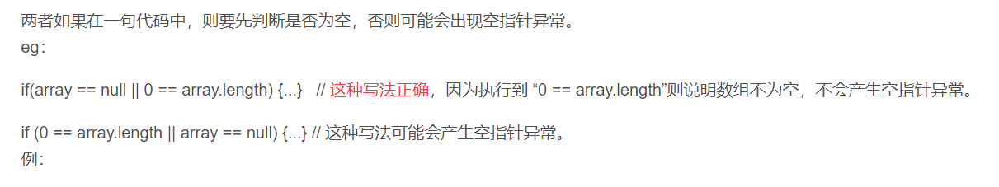 两者如果在一句代码中，则要先判断是否为空，否则可能会出现空指针异常。
eg：
if(array == null || 0 == array.length) {...}   // 这种写法正确，因为执行到 “0 == array.length”则说明数组不为空，不会产生空指针异常。
if (0 == array.length || array == null) {...} // 这种写法可能会产生空指针异常。
例：